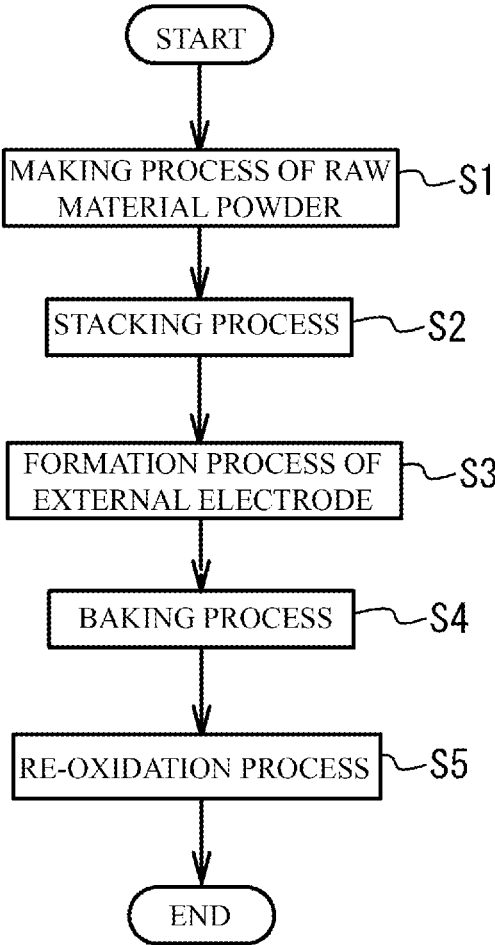 START
MAKING PROCESS OF RAW
MATERIAL POWDER
S1
STACKING PROCESS
S2
FORMATION PROCESS OF
EXTERNAL ELECTRODE
S3
BAKING PROCESS
S4
RE-OXIDATION PROCESS
S5
END